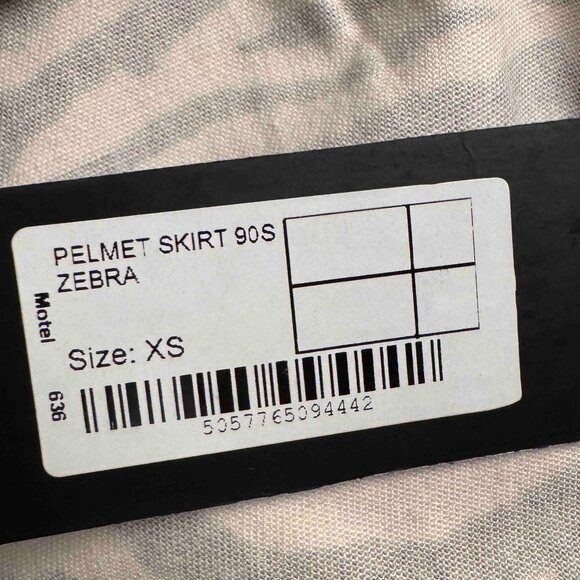 PELMET SKIRT 90S
ZEBRA
Size: XS
5057765094442
Motel
636